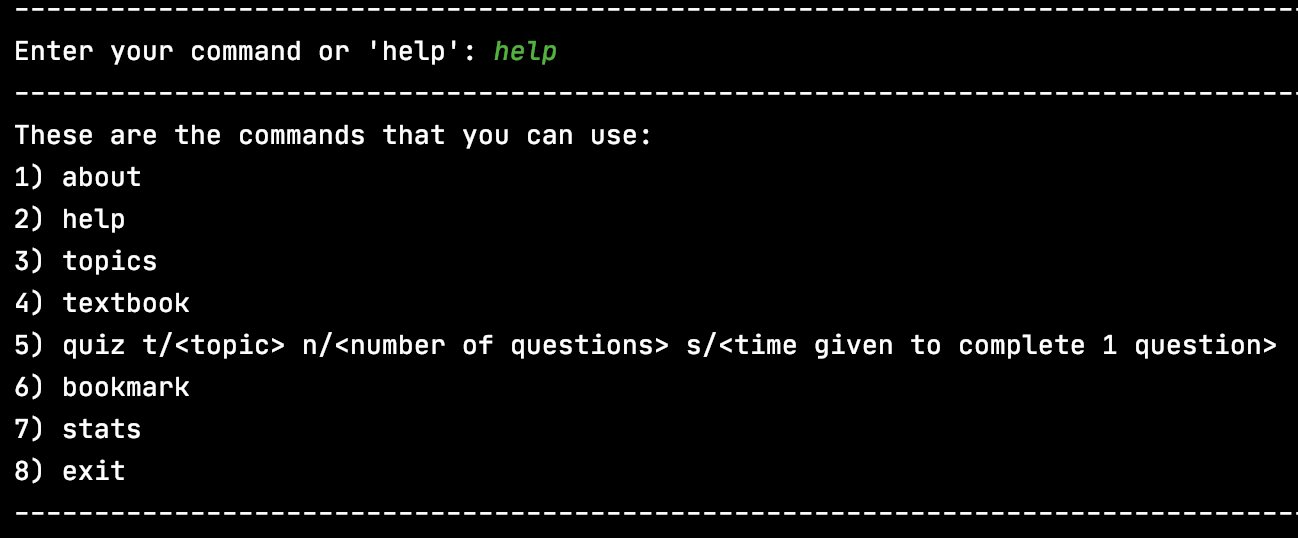 --------------------------------------------------------------------------------
Enter your command or 'help': help
--------------------------------------------------------------------------------
These are the commands that you can use:
1) about
2) help
3) topics
4) textbook
5) quiz t/<topic> n/<number of questions> s/<time given to complete 1 question>
6) bookmark
7) stats
8) exit
--------------------------------------------------------------------------------